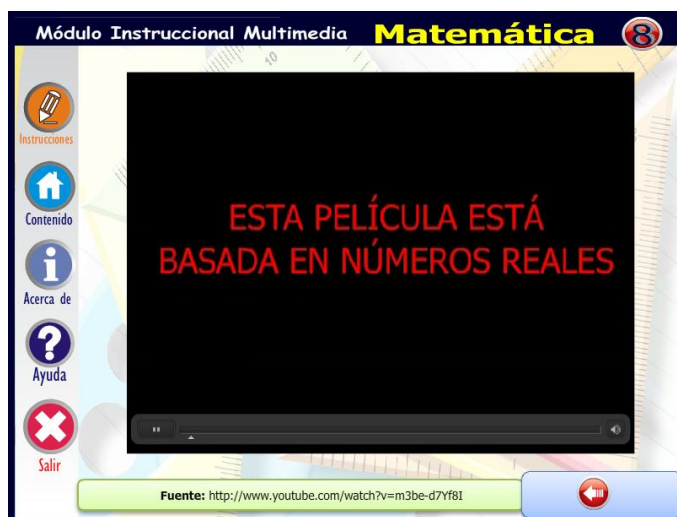 Módulo Instruccional Multimedia Matemática 8
Instrucciones
Contenido
Acerca de
Ayuda
Salir
ESTA PELÍCULA ESTÁ
BASADA EN NÚMEROS REALES
Fuente: http://www.youtube.com/watch?v=m3be-d7Yf8I